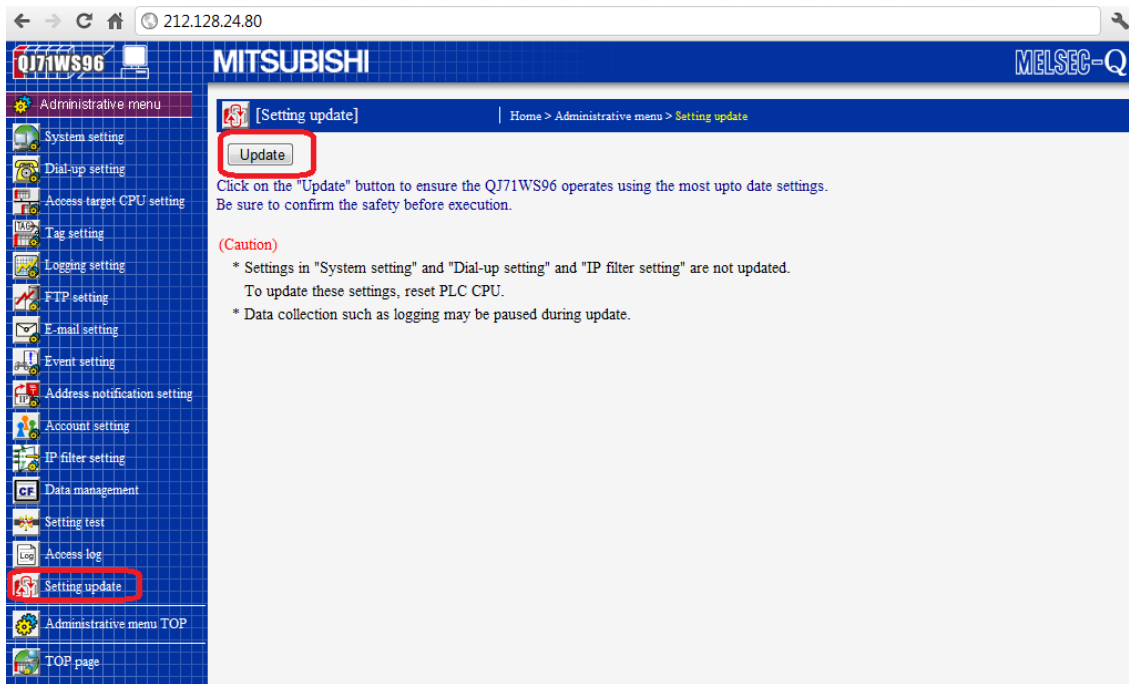 212.128.24.80
QJ71WS96
MITSUBISHI
MELSEC-Q
Administrative menu
System setting
Dial-up setting
Access target CPU setting
TAG
Tag setting
Logging setting
FTP setting
E-mail setting
Event setting
IP
Address notification setting
Account setting
IP filter setting
CF
Data management
Setting test
Log
Access log
Setting update
Administrative menu TOP
TOP page
[Setting update]
Home > Administrative menu > Setting update
Update
Click on the "Update" button to ensure the QJ71WS96 operates using the most upto date settings.
Be sure to confirm the safety before execution.
(Caution)
* Settings in "System setting" and "Dial-up setting" and "IP filter setting" are not updated.
To update these settings, reset PLC CPU.
* Data collection such as logging may be paused during update.